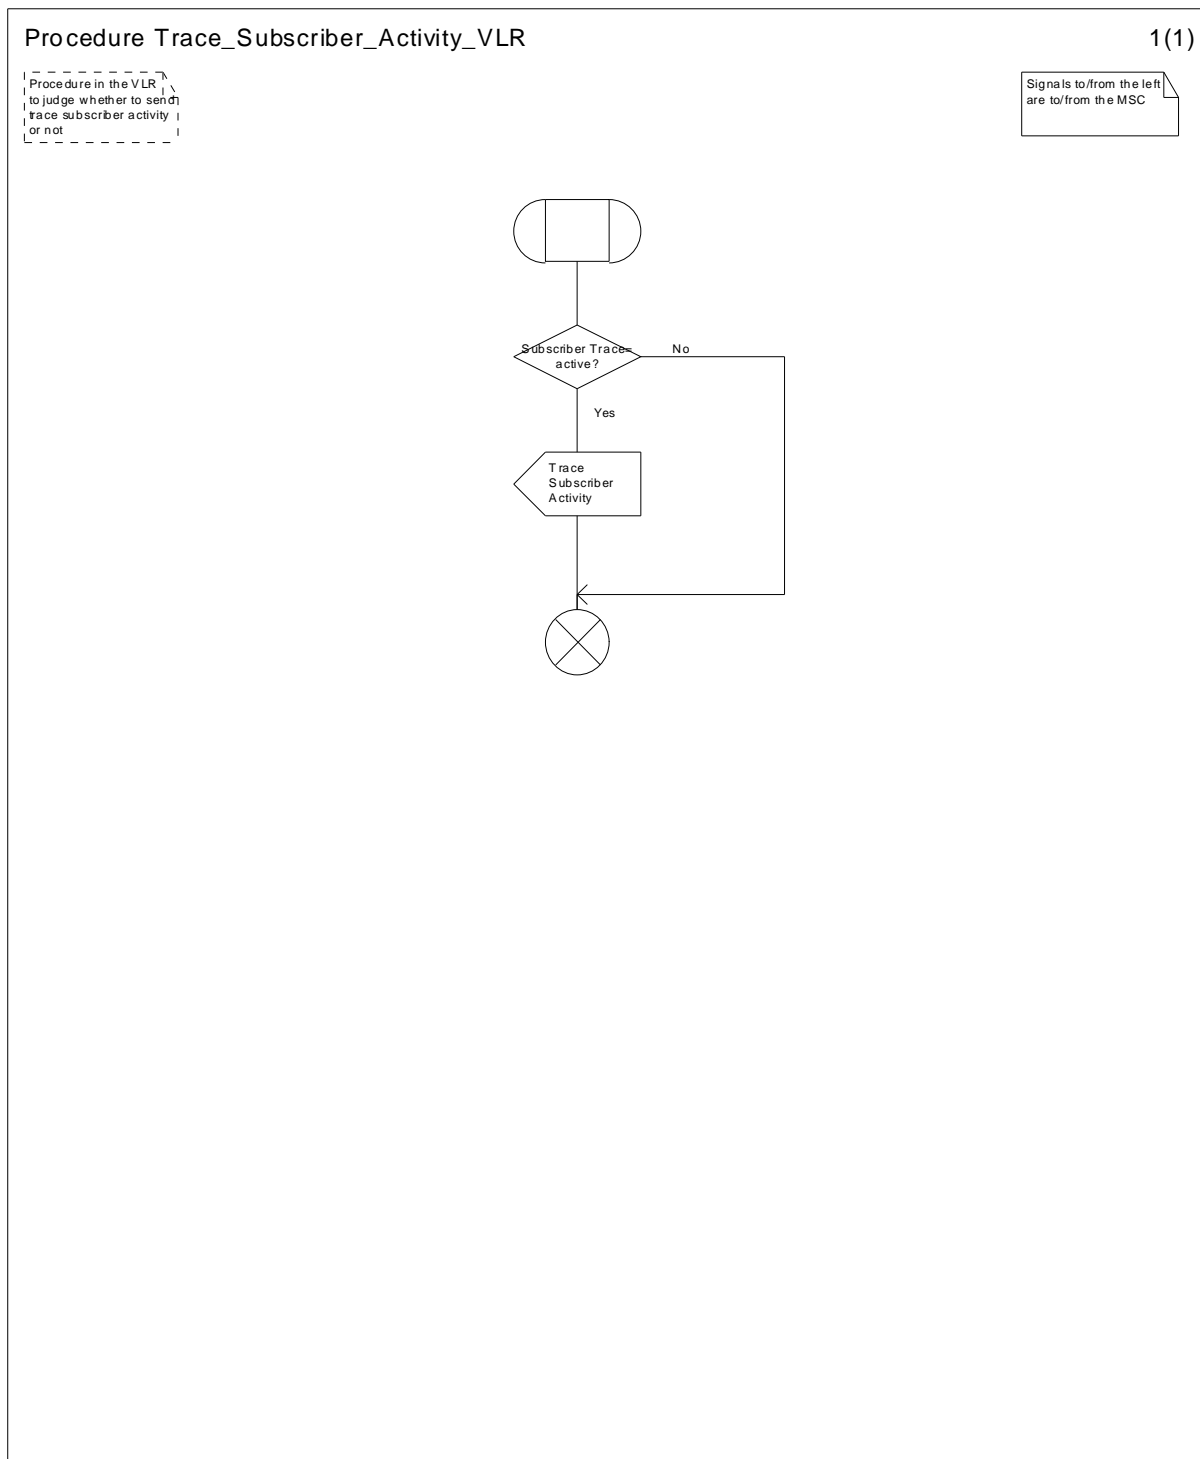 Procedure Trace_Subscriber_Activity_VLR
1(1)
Procedure in the VLR
to judge whether to send
trace subscriber activity
or not
Signals to/from the left
are to/from the MSC
Subscriber Trace=
active?
No
Yes
Trace
Subscriber
Activity